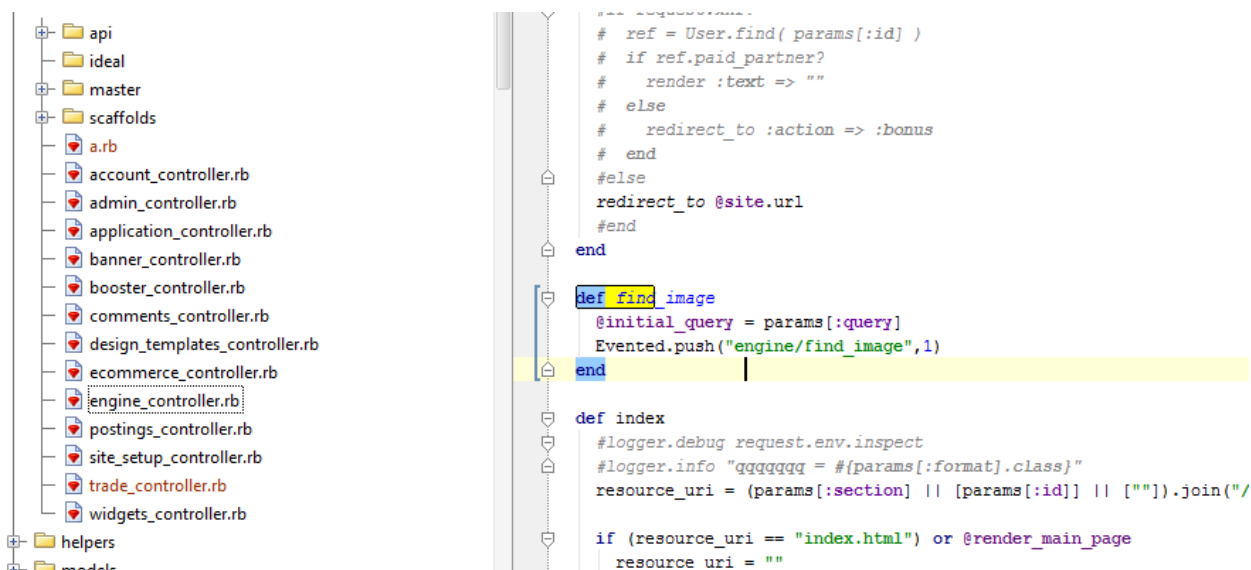 api
ideal
master
scaffolds
a.rb
account_controller.rb
admin_controller.rb
application_controller.rb
banner_controller.rb
booster_controller.rb
comments_controller.rb
design_templates_controller.rb
ecommerce_controller.rb
engine_controller.rb
postings_controller.rb
site_setup_controller.rb
trade_controller.rb
widgets_controller.rb
helpers
models
#if request.xhr?
#  ref = User.find( params[:id] )
#  if ref.paid_partner?
#    render :text => ""
#  else
#    redirect_to :action => :bonus
#  end
#else
redirect_to @site.url
#end
end
def find_image
@initial_query = params[:query]
Evented.push("engine/find_image",1)
end
def index
#logger.debug request.env.inspect
#logger.info "qqqqqqq = #{params[:format].class}"
resource_uri = (params[:section] || [params[:id]] || [""]).join("/
if (resource_uri == "index.html") or @render_main_page
resource_uri = ""